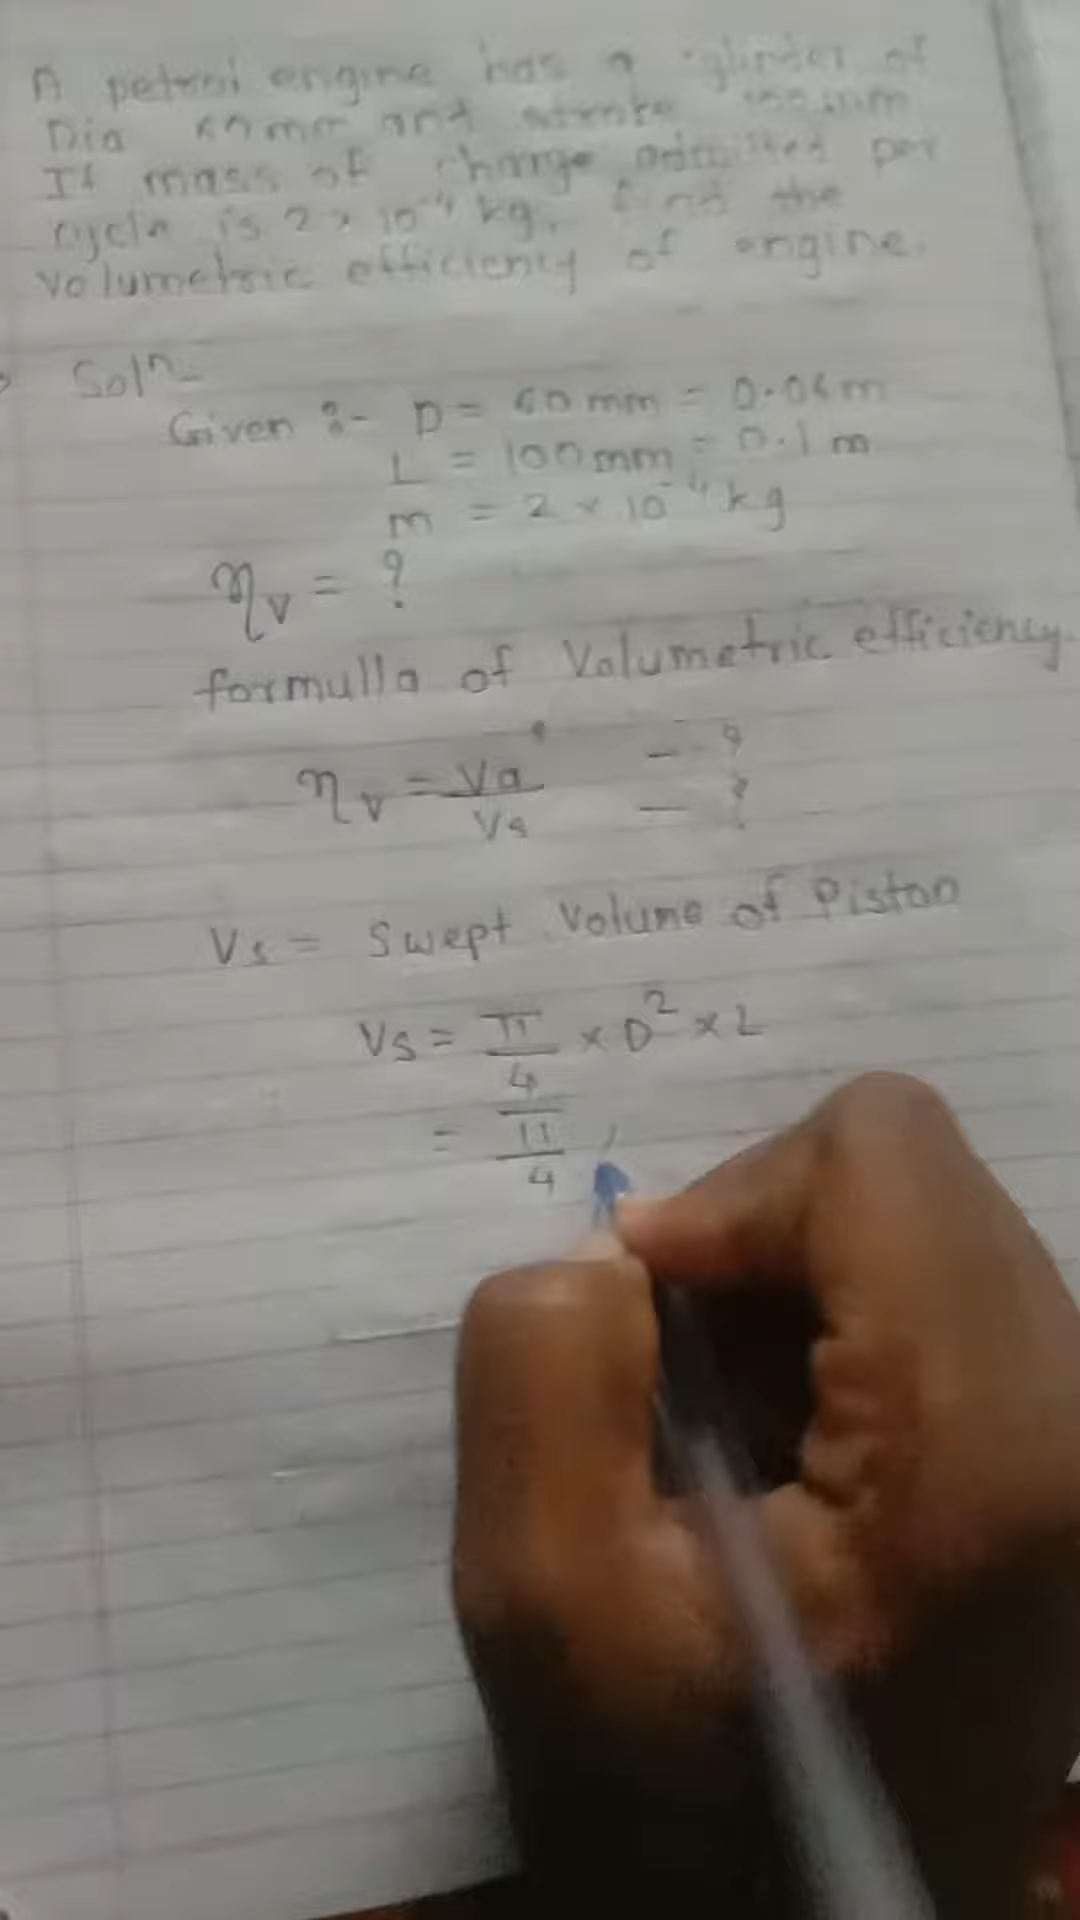 A petrol engine has a cylinder of
Dia 60mm and stroke 100mm
If mass of charge admitted per
cycle is 2 × 10⁻⁴ kg, find the
volumetric efficiency of engine.
Solⁿ-
Given :- D = 60 mm = 0.06 m
L = 100mm = 0.1 m
m = 2 × 10⁻⁴ kg
ηv = ?
formulla of Volumetric efficiency
ηv = Va/Vs - ? - ?
Vs = Swept Volume of Piston
Vs = π/4 × D² × L
= π/4